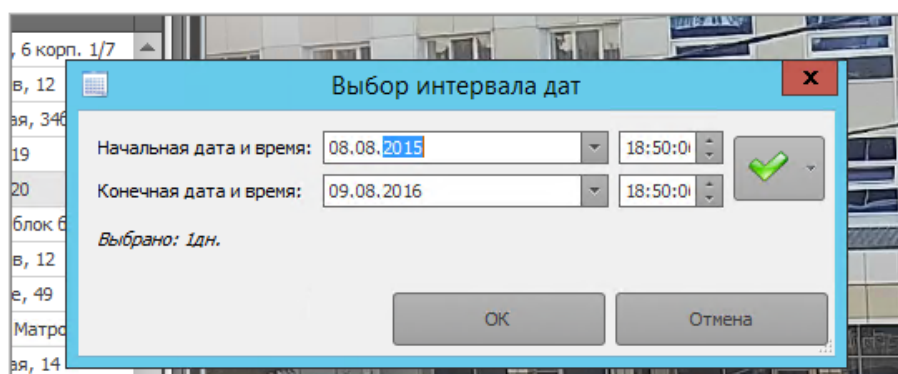 , 6 корп. 1/7
в, 12
Выбор интервала дат
ая, 34б
Начальная дата и время: 08.08.2015 18:50:0
19
20
Конечная дата и время: 09.08.2016 18:50:0
блок б
Выбрано: 1дн.
в, 12
е, 49
OK Отмена
Матро
ая, 14